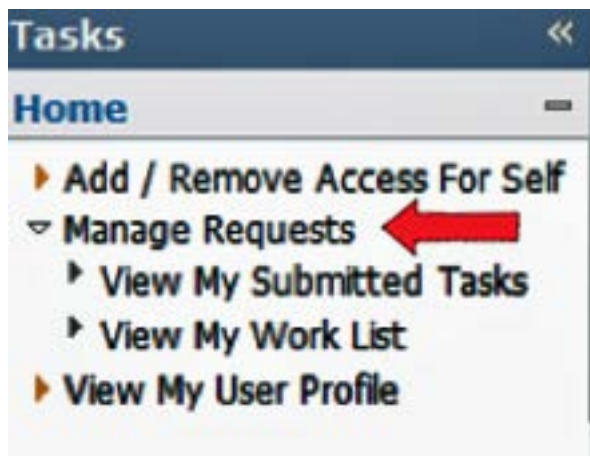 Tasks «
Home
Add / Remove Access For Self
Manage Requests
View My Submitted Tasks
View My Work List
View My User Profile